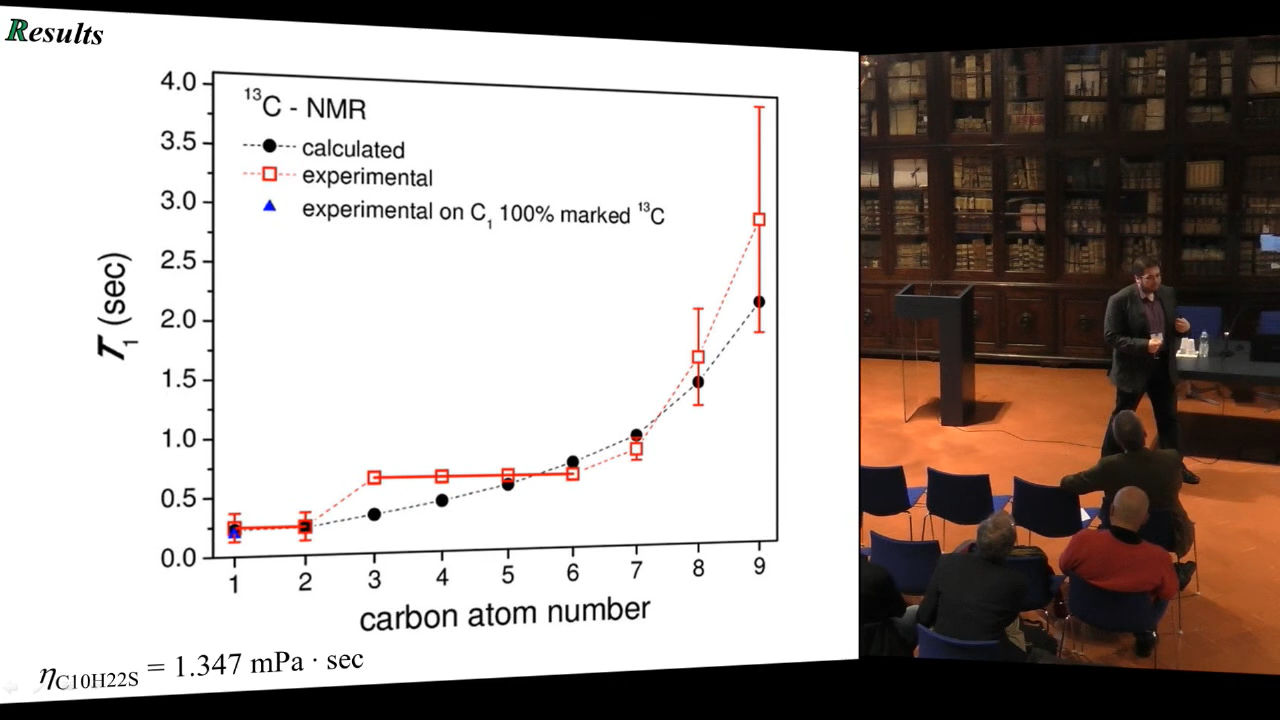 Results
4.0
3.5
3.0
2.5
2.0
1.5
1.0
0.5
0.0
T₁ (sec)
¹³C - NMR
calculated
experimental
experimental on C₁ 100% marked ¹³C
1 2 3 4 5 6 7 8 9
carbon atom number
η_C10H22S = 1.347 mPa · sec